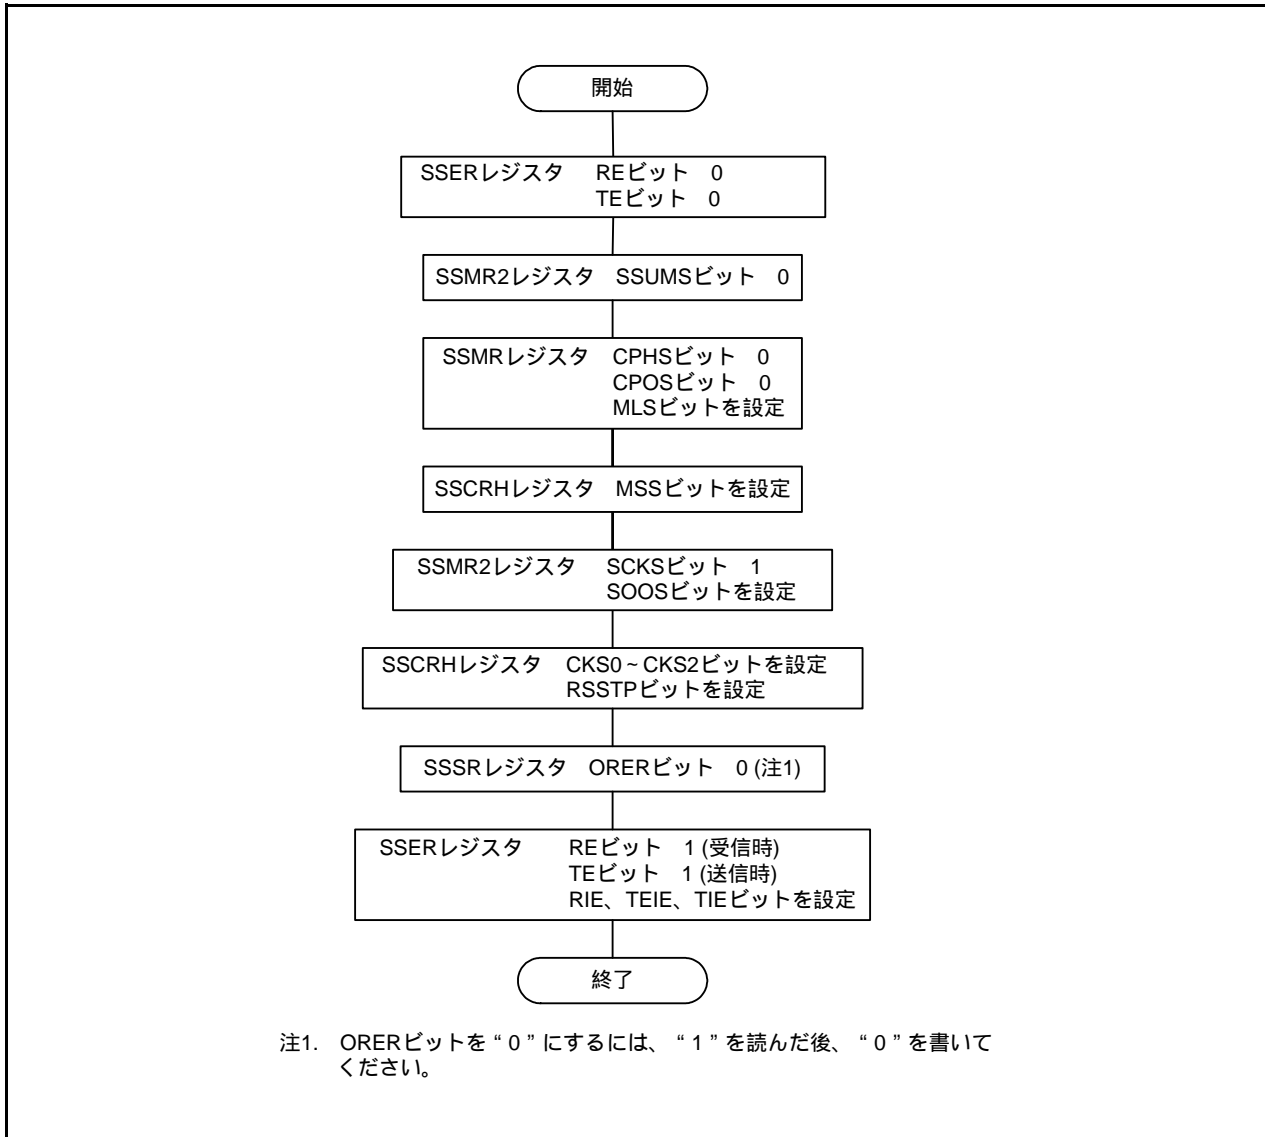 開始
SSERレジスタ REビット 0
TEビット 0
SSMR2レジスタ SSUMSビット 0
SSMRレジスタ CPHSビット 0
CPOSビット 0
MLSビットを設定
SSCRHレジスタ MSSビットを設定
SSMR2レジスタ SCKSビット 1
SOOSビットを設定
SSCRHレジスタ CKS0~CKS2ビットを設定
RSSTPビットを設定
SSSRレジスタ ORERビット 0 (注1)
SSERレジスタ REビット 1 (受信時)
TEビット 1 (送信時)
RIE、TEIE、TIEビットを設定
終了
注1. ORERビットを“0”にするには、“1”を読んだ後、“0”を書いて
ください。